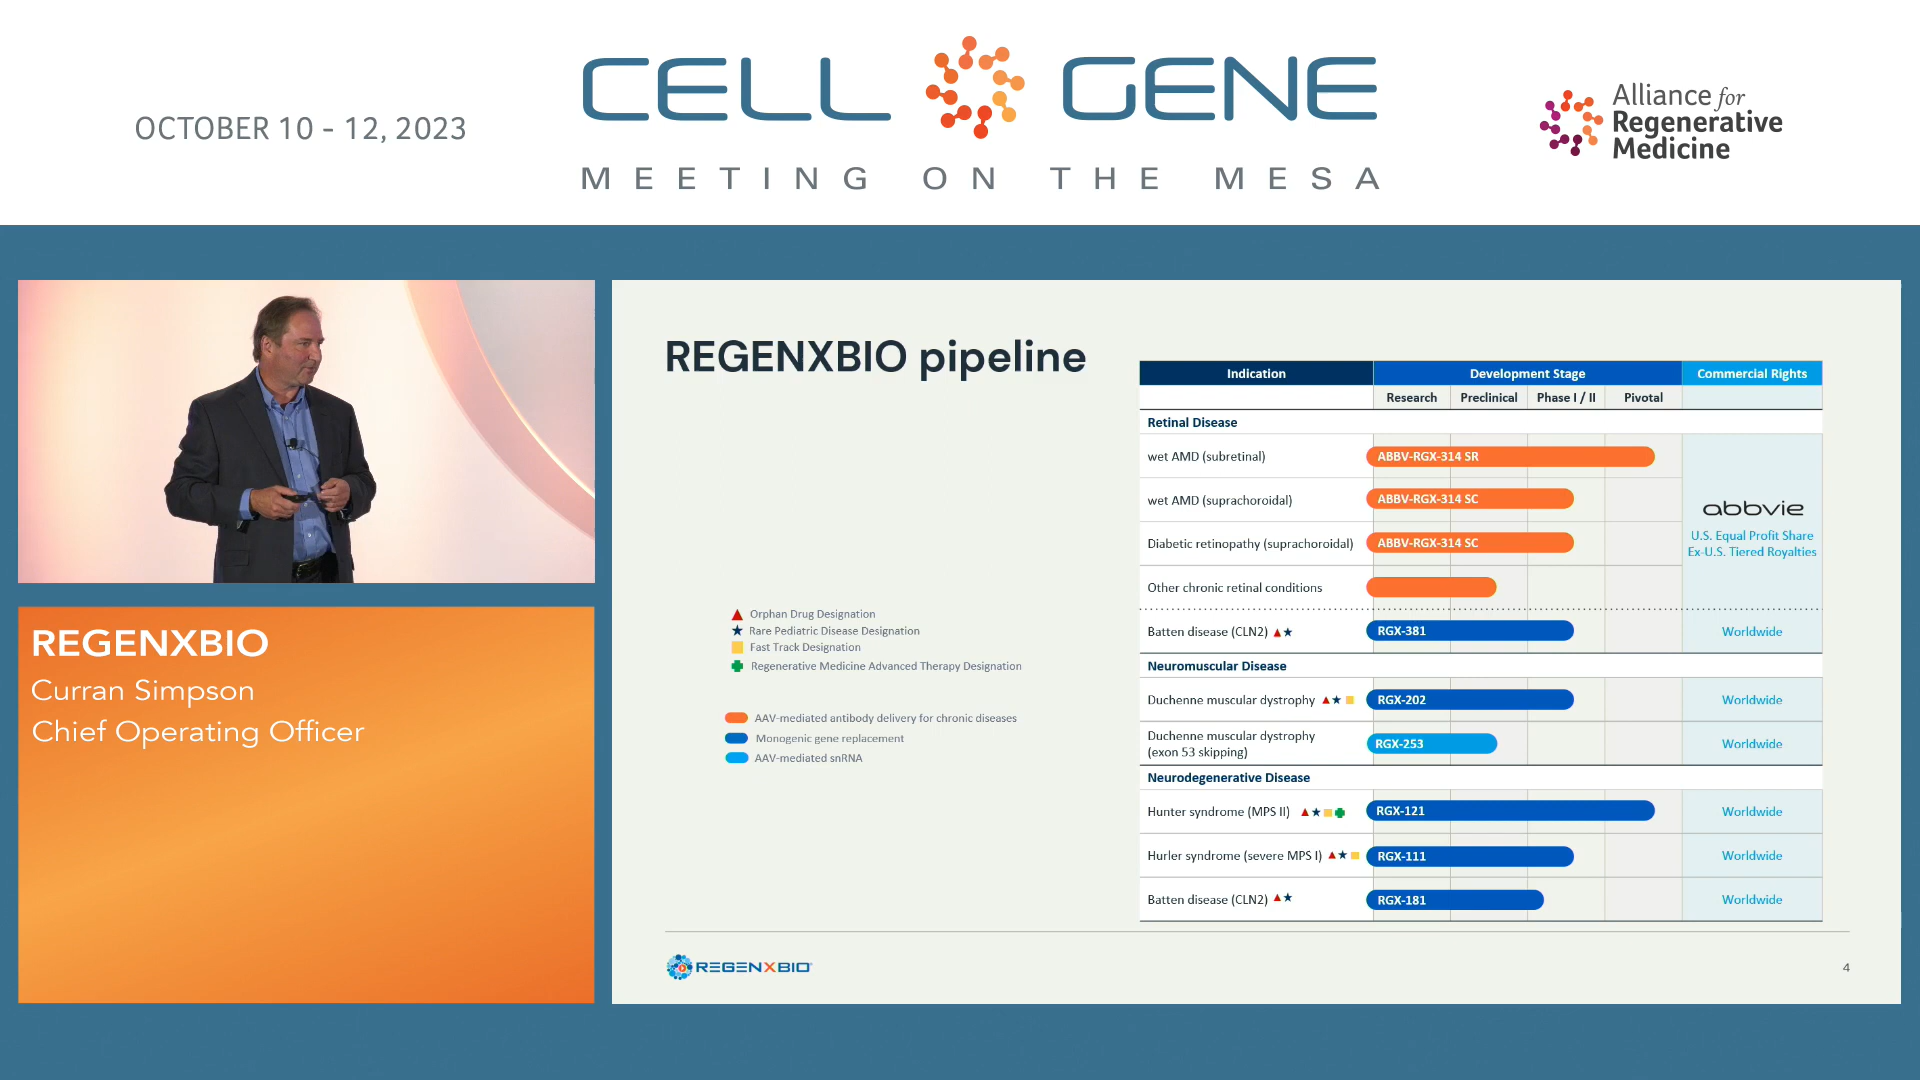 OCTOBER 10 - 12, 2023
CELL GENE
MEETING ON THE MESA
Alliance for
Regenerative
Medicine
REGENXBIO
Curran Simpson
Chief Operating Officer
REGENXBIO pipeline
Orphan Drug Designation
Rare Pediatric Disease Designation
Fast Track Designation
Regenerative Medicine Advanced Therapy Designation
AAV-mediated antibody delivery for chronic diseases
Monogenic gene replacement
AAV-mediated snRNA
Indication Development Stage Commercial Rights
Research Preclinical Phase I / II Pivotal
Retinal Disease
wet AMD (subretinal) ABBV-RGX-314 SR
wet AMD (suprachoroidal) ABBV-RGX-314 SC
Diabetic retinopathy (suprachoroidal) ABBV-RGX-314 SC
abbvie
U.S. Equal Profit Share
Ex-U.S. Tiered Royalties
Other chronic retinal conditions
Batten disease (CLN2) RGX-381 Worldwide
Neuromuscular Disease
Duchenne muscular dystrophy RGX-202 Worldwide
Duchenne muscular dystrophy
(exon 53 skipping) RGX-253 Worldwide
Neurodegenerative Disease
Hunter syndrome (MPS II) RGX-121 Worldwide
Hurler syndrome (severe MPS I) RGX-111 Worldwide
Batten disease (CLN2) RGX-181 Worldwide
REGENXBIO
4